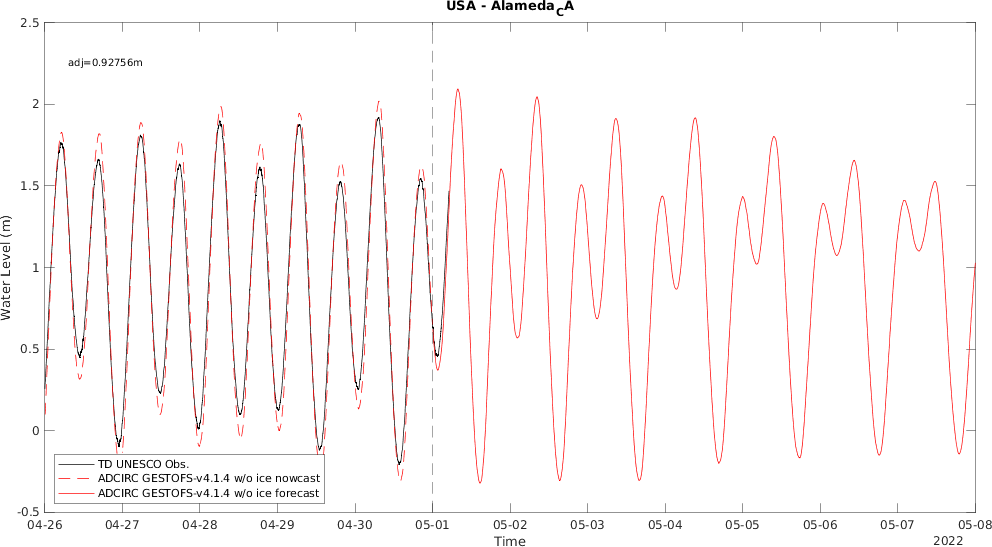 USA - Alameda_CA
2.5
adj=0.92756m
2
1.5
1
0.5
0
-0.5
Water Level (m)
TD UNESCO Obs.
ADCIRC GESTOFS-v4.1.4 w/o ice nowcast
ADCIRC GESTOFS-v4.1.4 w/o ice forecast
04-26 04-27 04-28 04-29 04-30 05-01 05-02 05-03 05-04 05-05 05-06 05-07 05-08
Time
2022